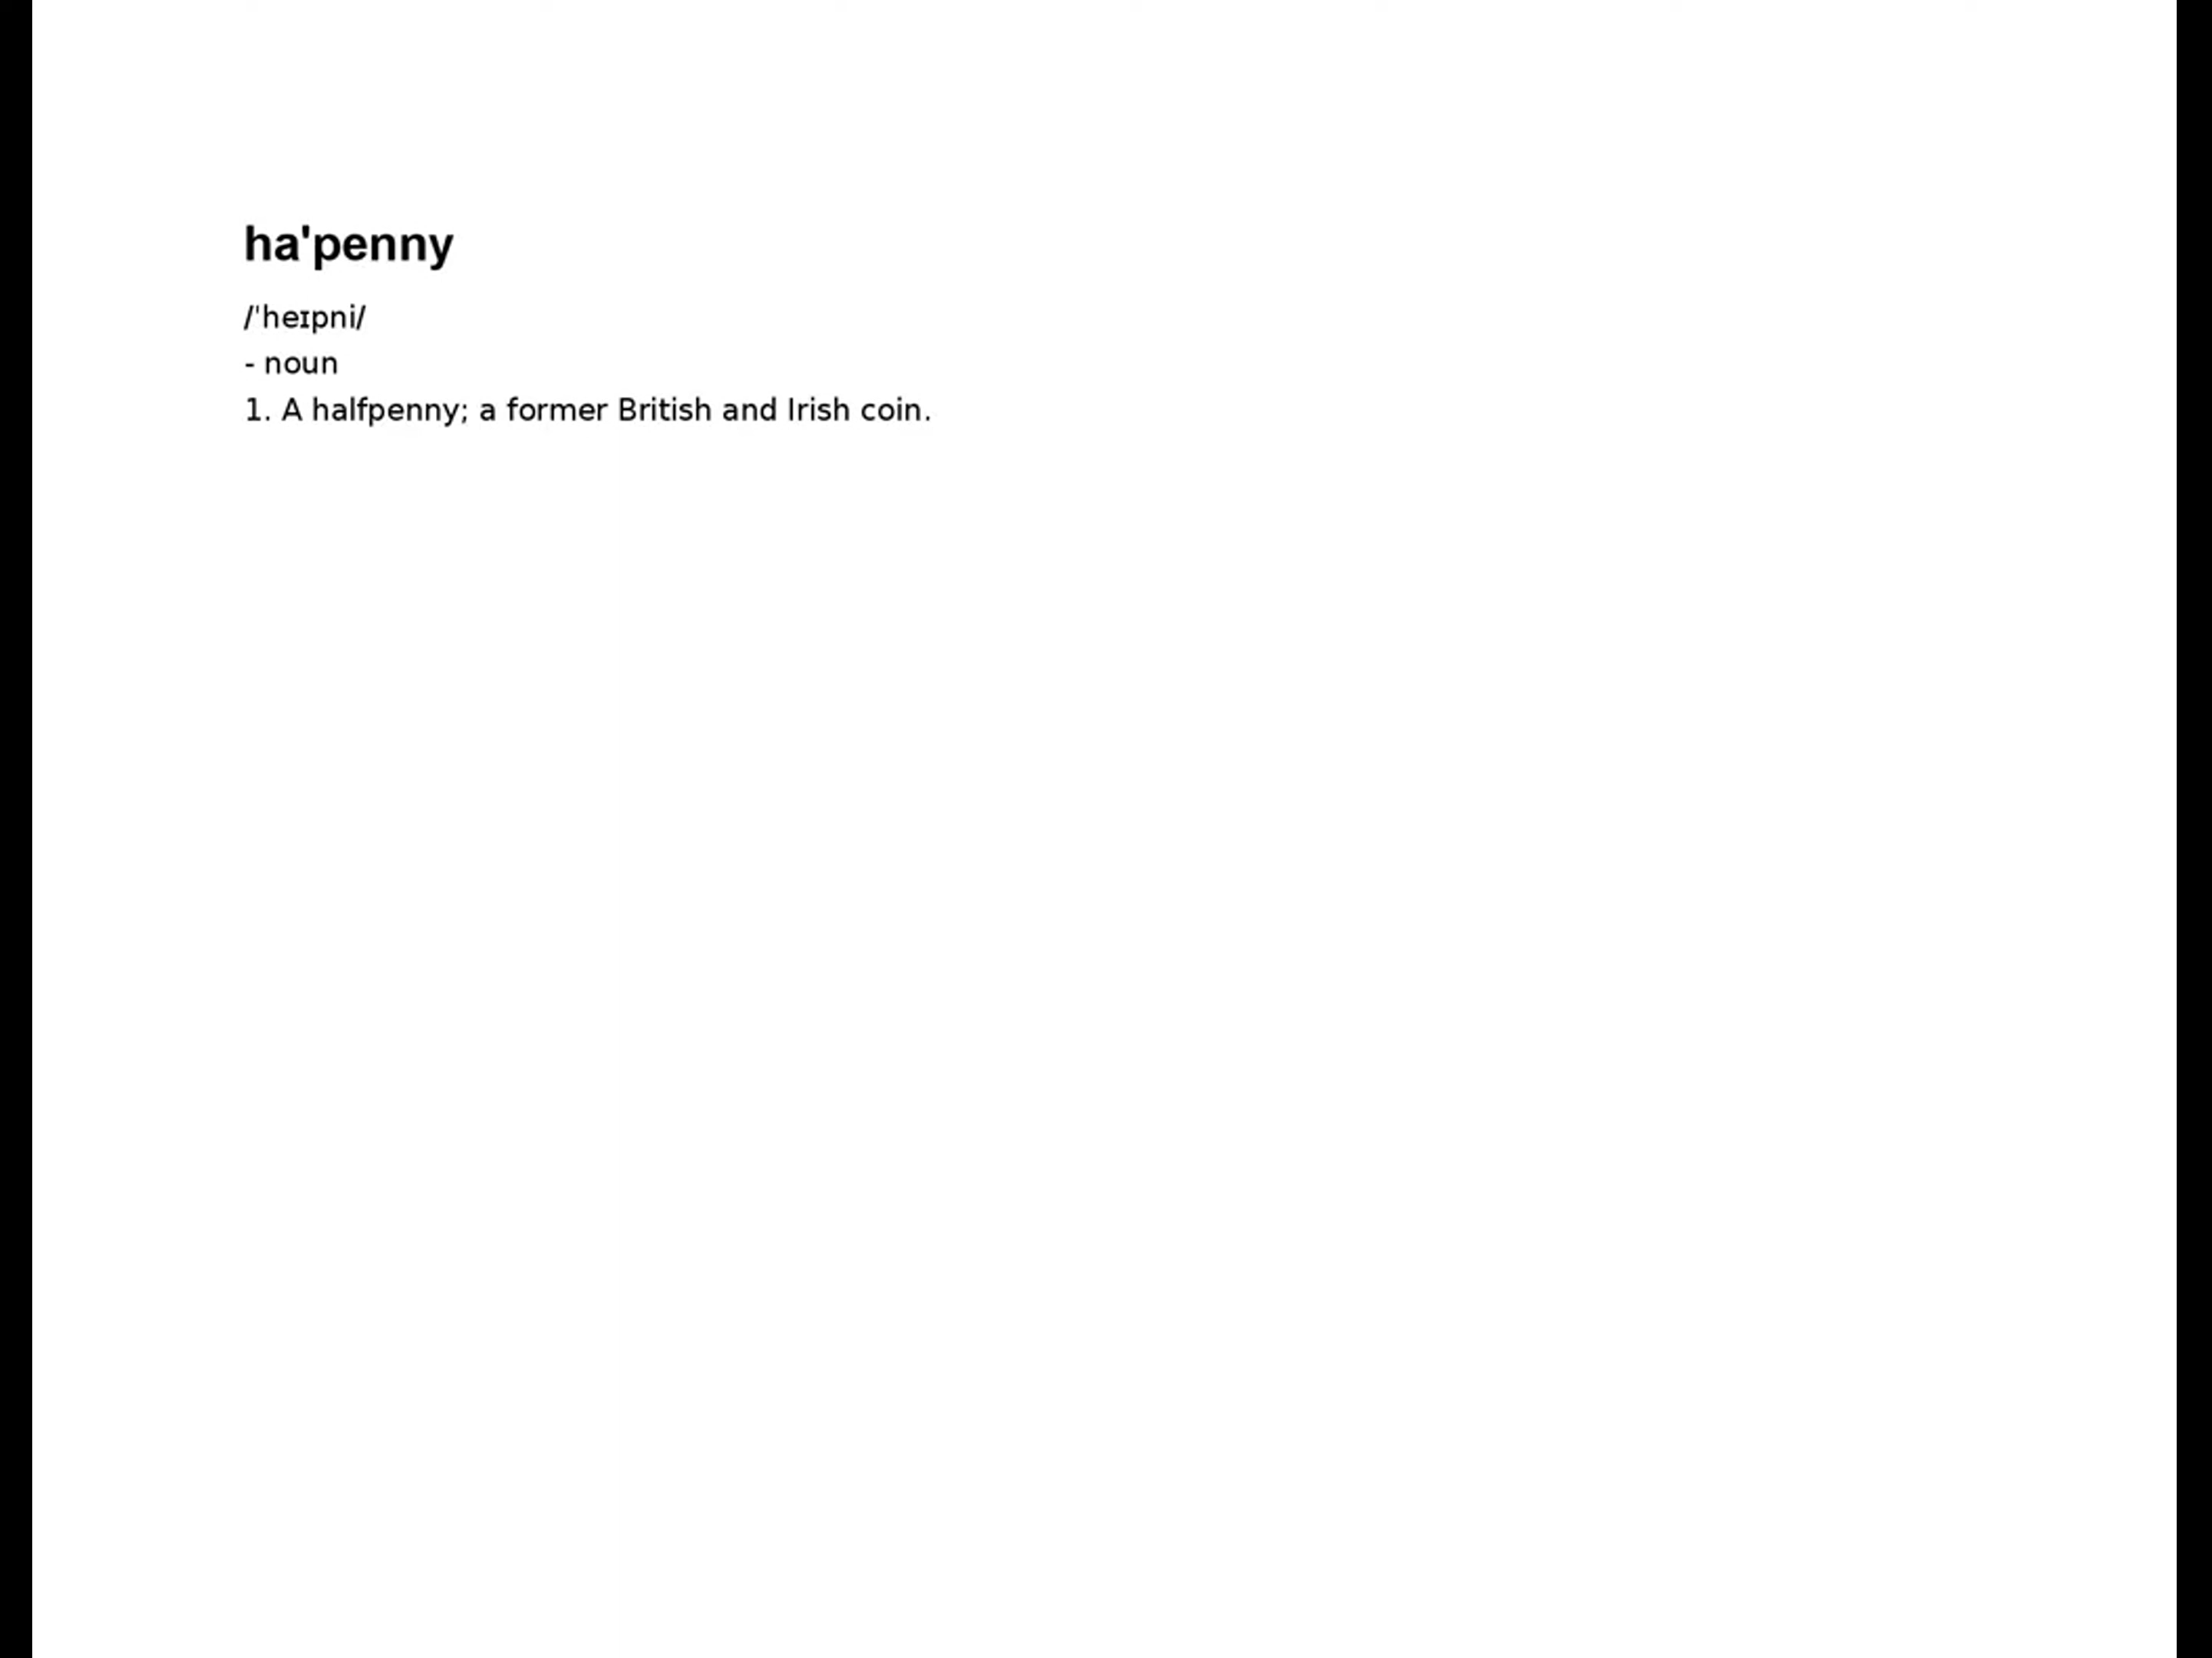 ha'penny
/ˈheɪpni/
- noun
1. A halfpenny; a former British and Irish coin.